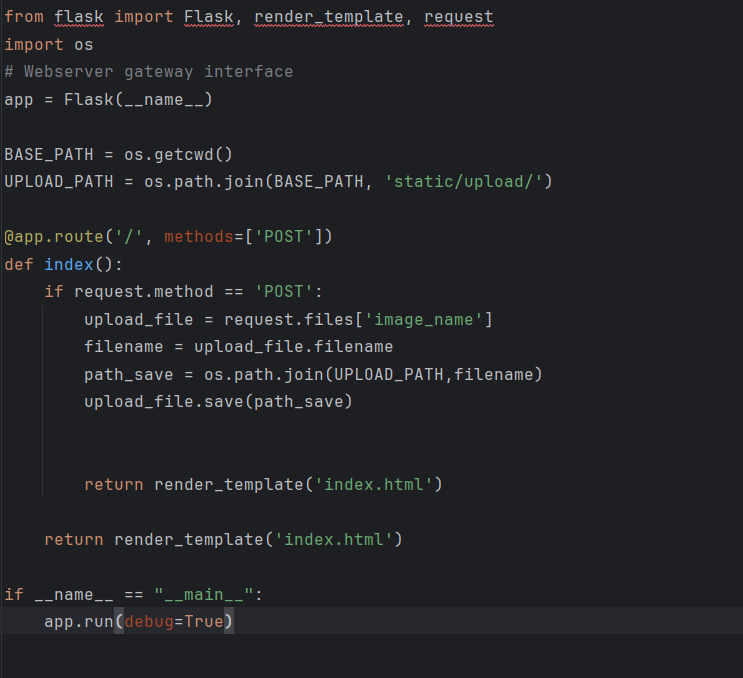 from flask import Flask, render_template, request
import os
# Webserver gateway interface
app = Flask(__name__)
BASE_PATH = os.getcwd()
UPLOAD_PATH = os.path.join(BASE_PATH, 'static/upload/')
@app.route('/', methods=['POST'])
def index():
    if request.method == 'POST':
        upload_file = request.files['image_name']
        filename = upload_file.filename
        path_save = os.path.join(UPLOAD_PATH,filename)
        upload_file.save(path_save)
        return render_template('index.html')
    return render_template('index.html')
if __name__ == "__main__":
    app.run(debug=True)